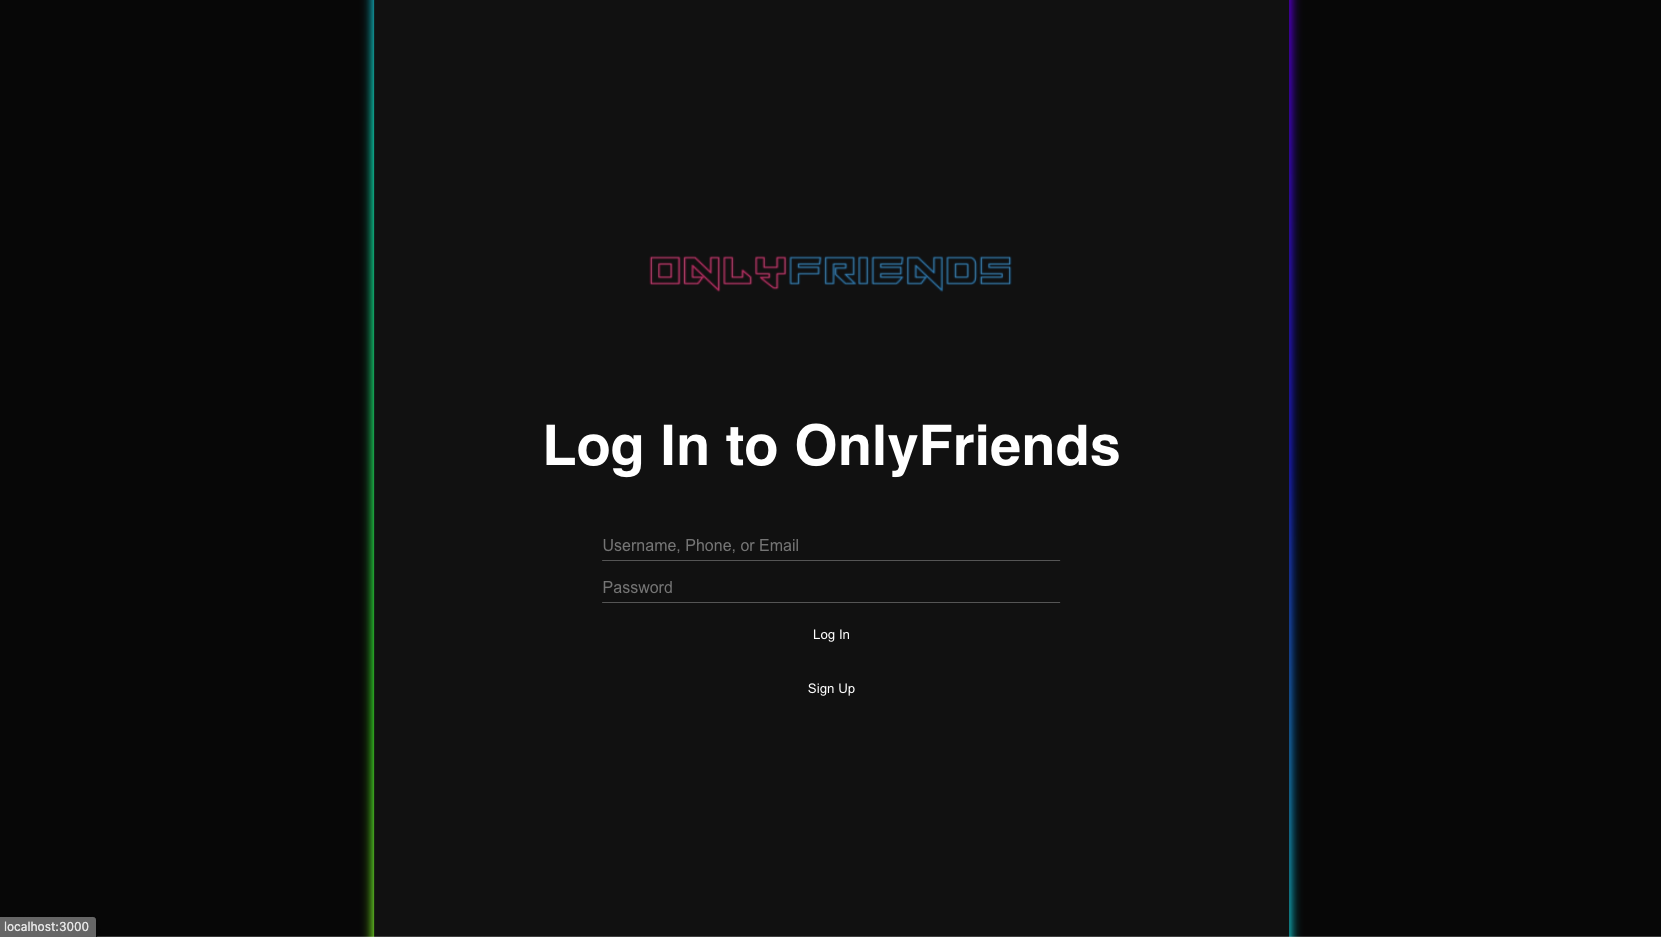 ONLYFRIENDS
Log In to OnlyFriends
Username, Phone, or Email
Password
Log In
Sign Up
localhost:3000